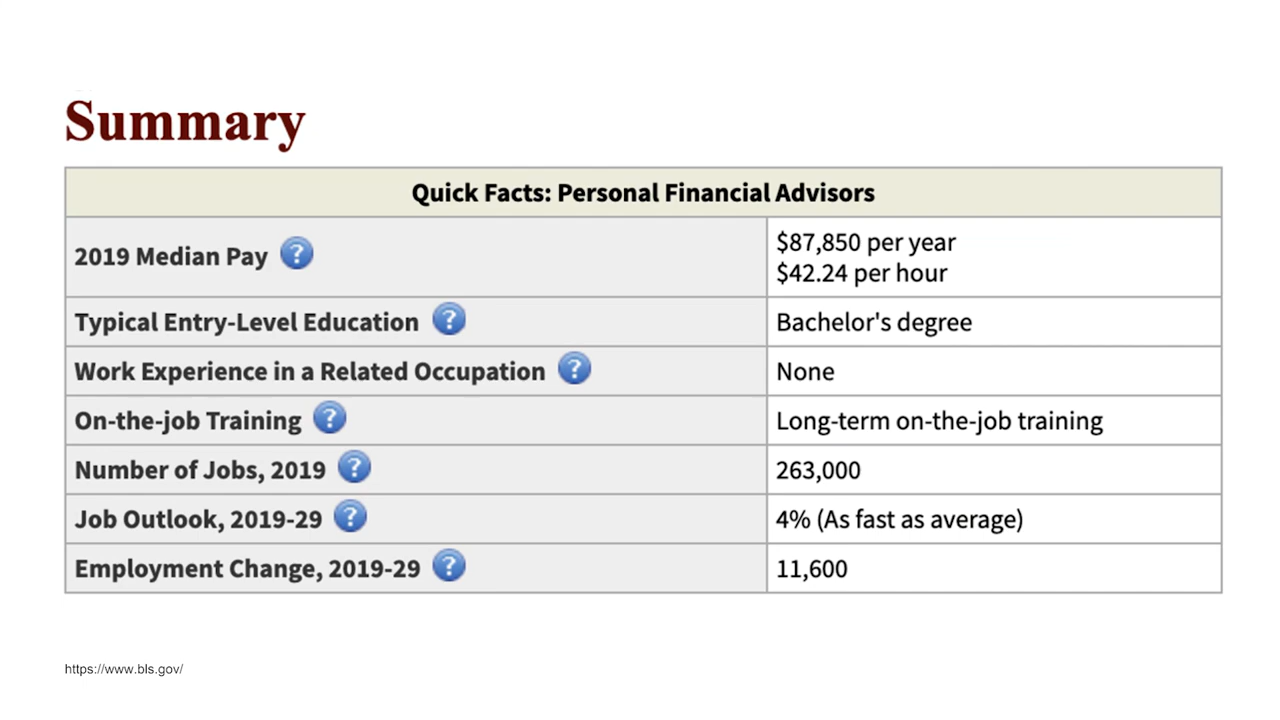 Summary
Quick Facts: Personal Financial Advisors
2019 Median Pay ?
$87,850 per year
$42.24 per hour
Typical Entry-Level Education ?
Bachelor's degree
Work Experience in a Related Occupation ?
None
On-the-job Training ?
Long-term on-the-job training
Number of Jobs, 2019 ?
263,000
Job Outlook, 2019-29 ?
4% (As fast as average)
Employment Change, 2019-29 ?
11,600
https://www.bls.gov/